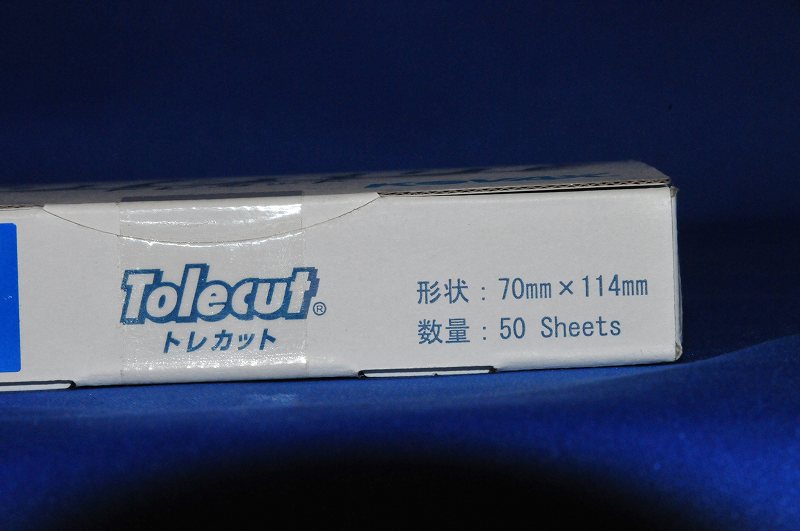 Tolecut®
トレカット
形状：70mm×114mm
数量：50 Sheets